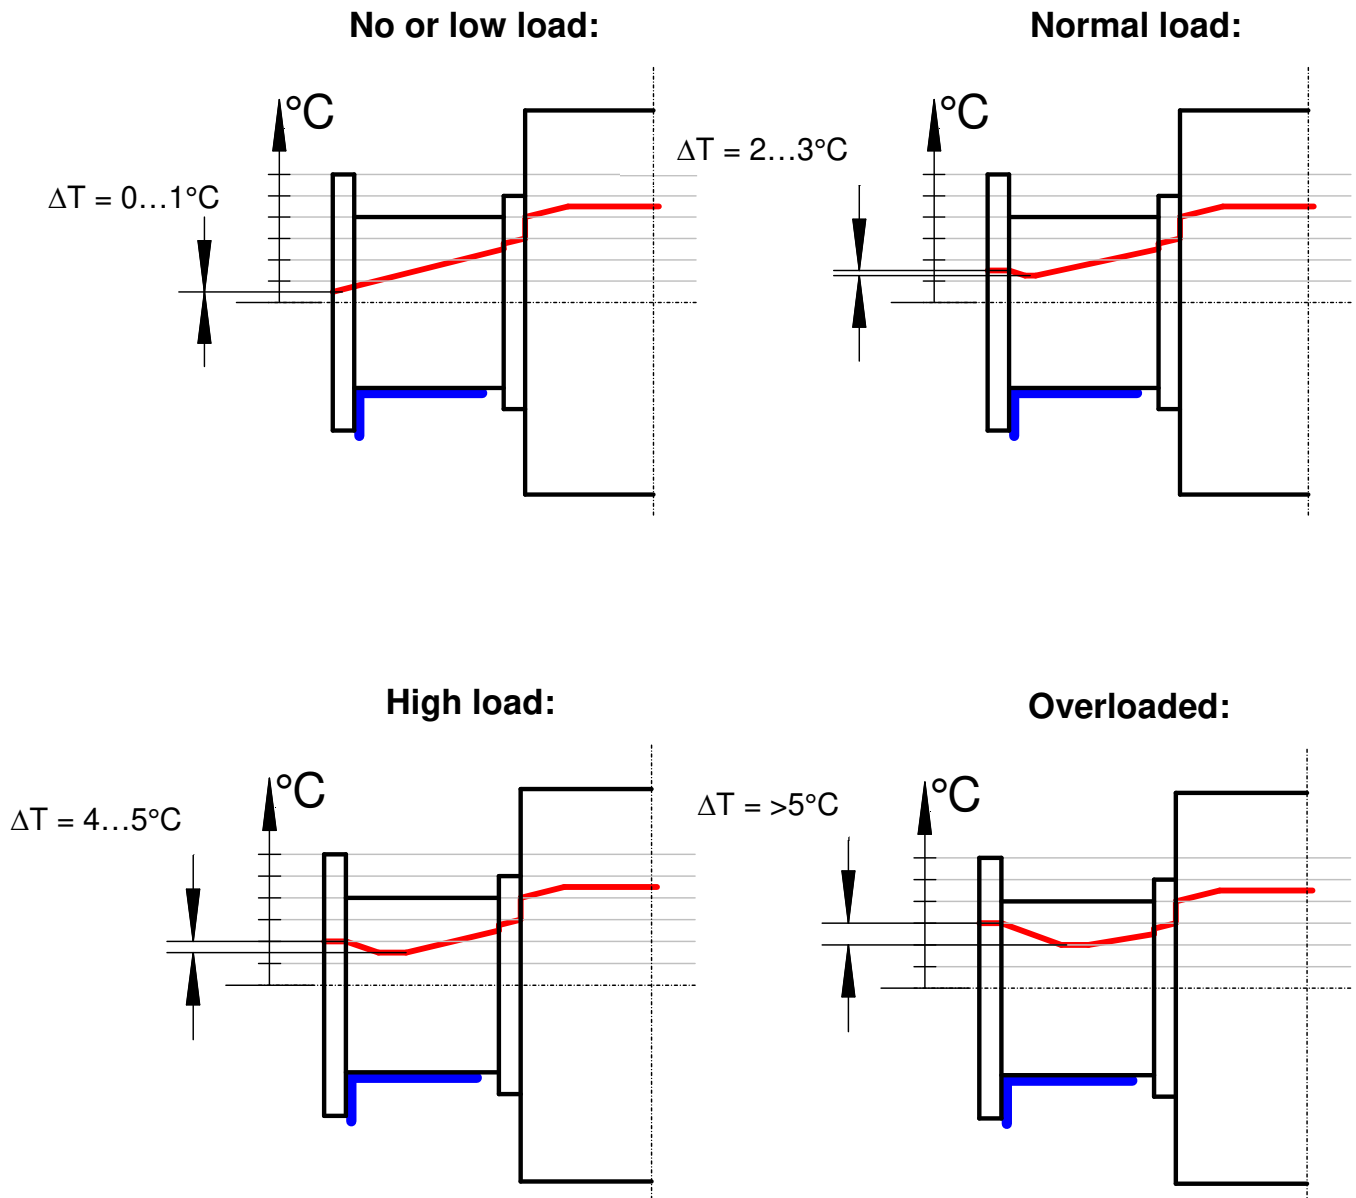 No or low load:
°C
ΔT = 0…1°C
Normal load:
°C
ΔT = 2…3°C
High load:
°C
ΔT = 4…5°C
Overloaded:
°C
ΔT = >5°C